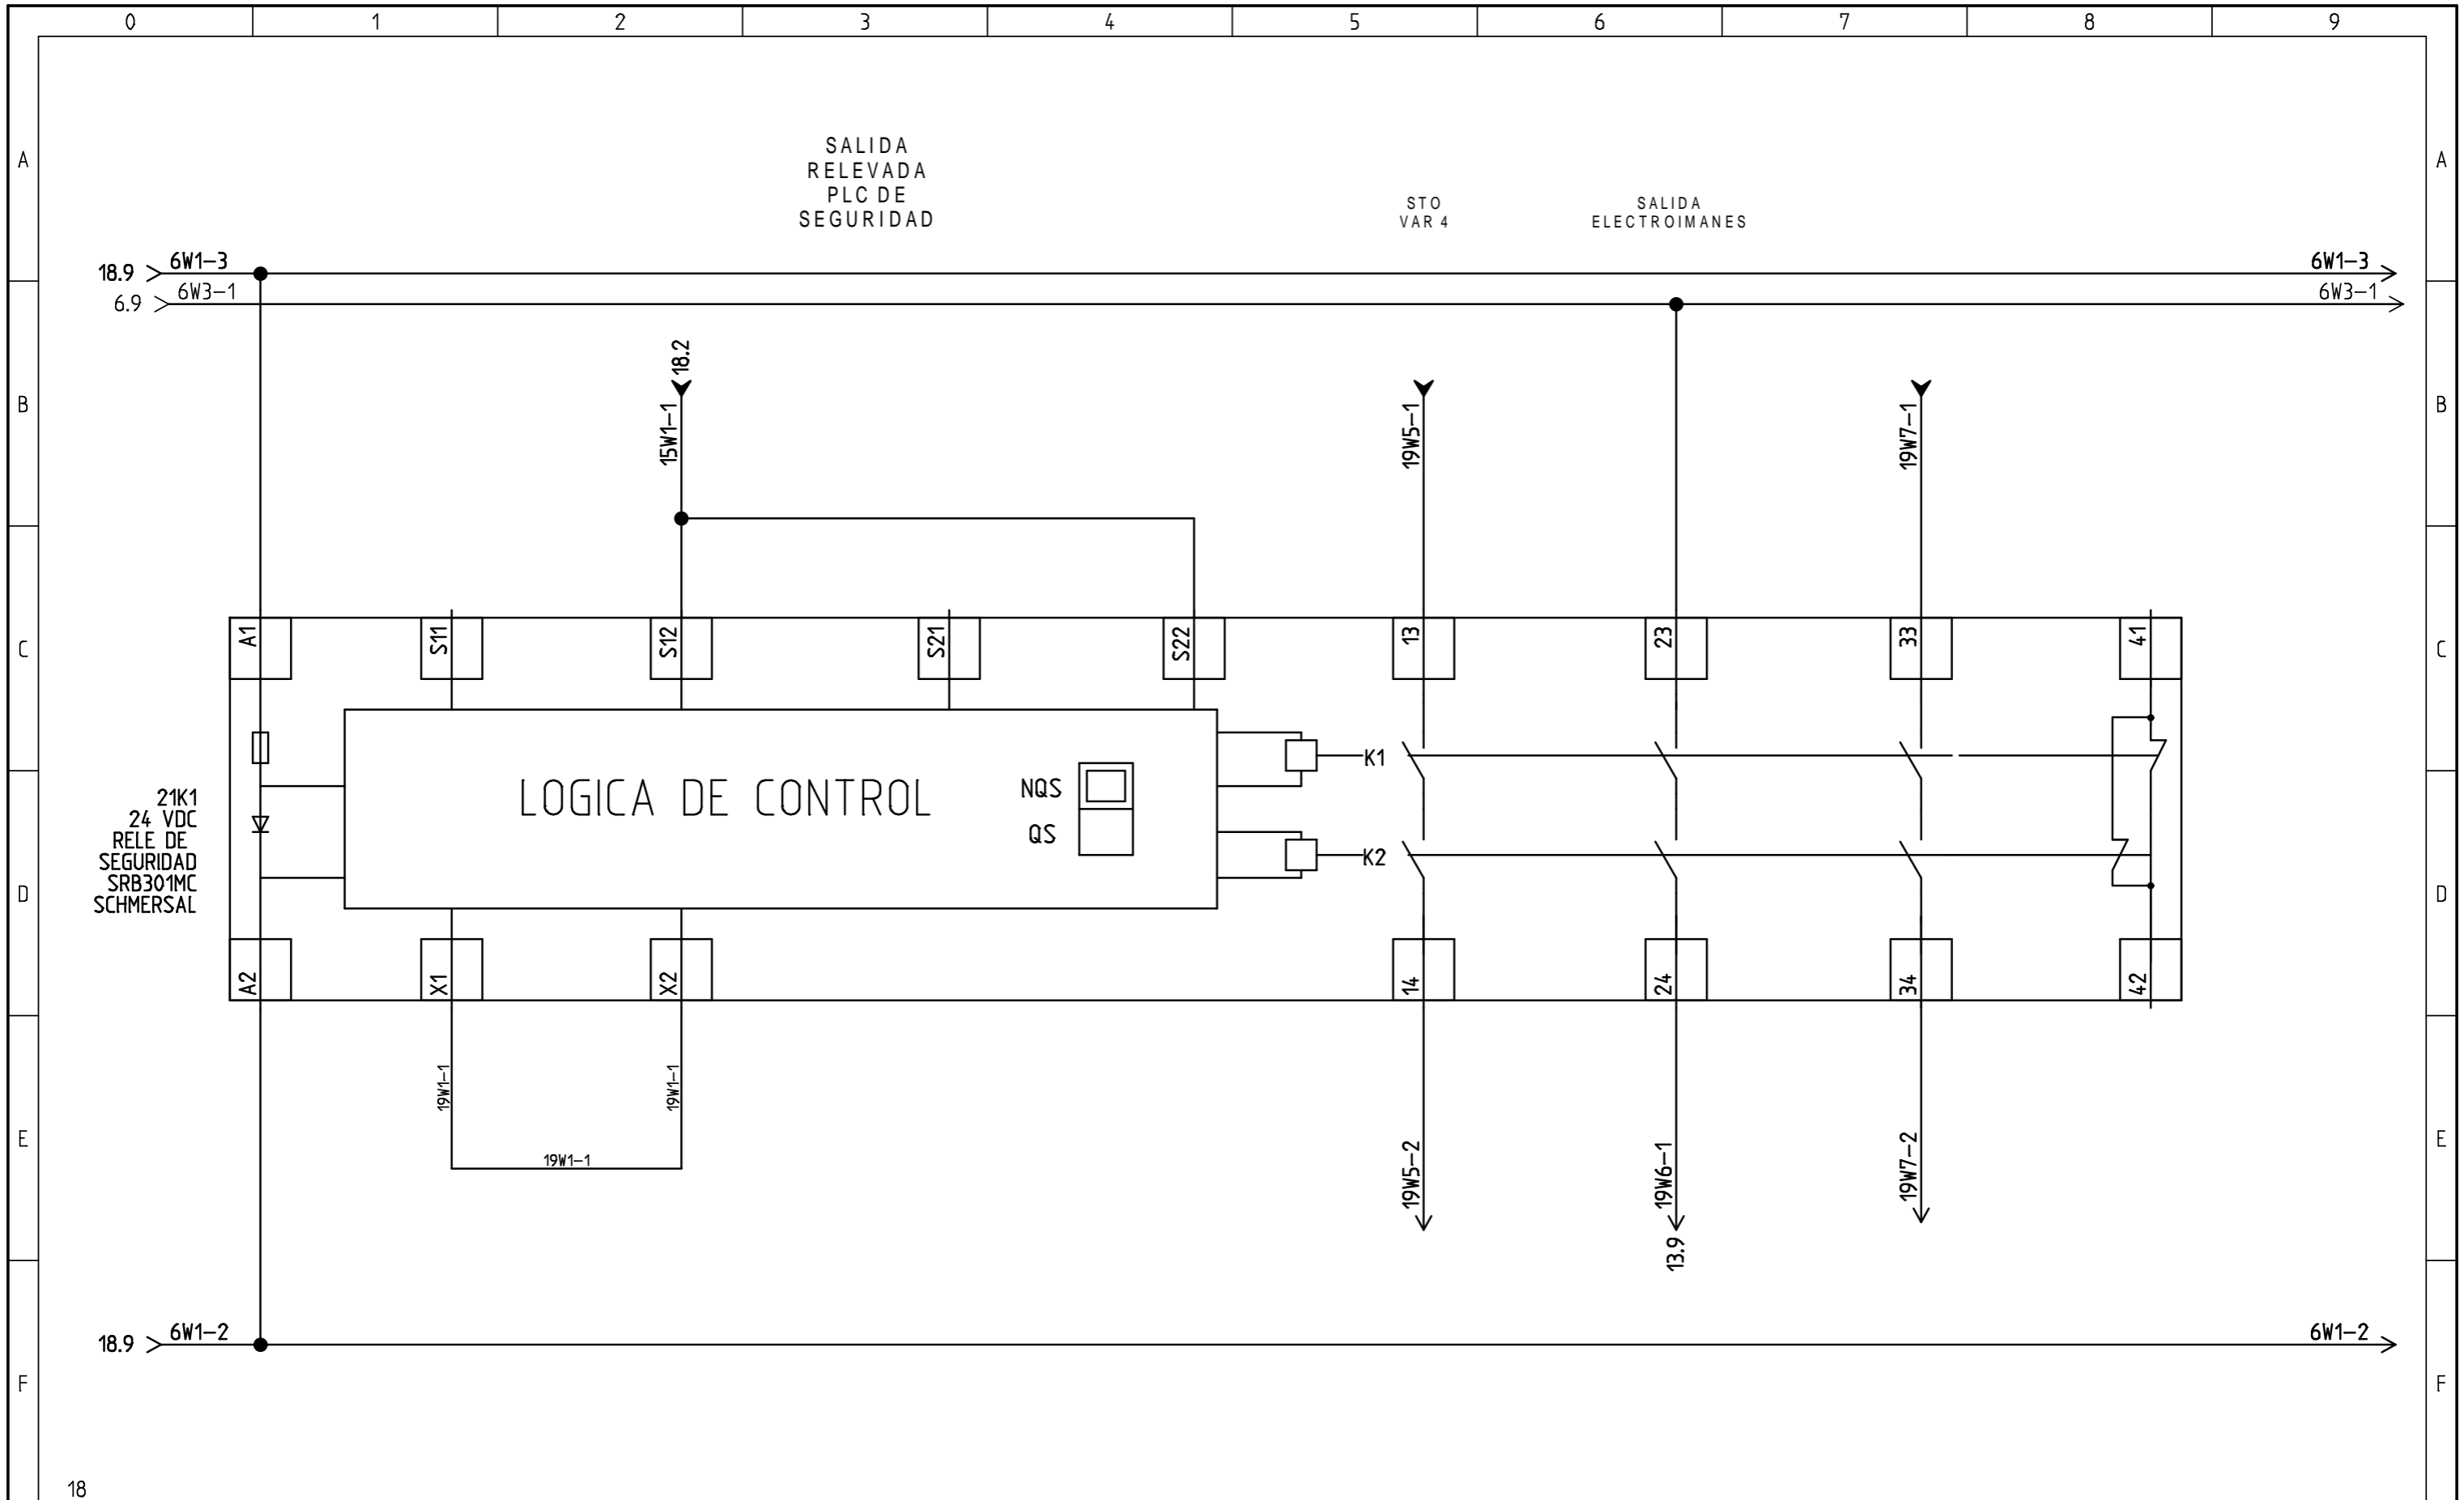 0 1 2 3 4 5 6 7 8 9
A
SALIDA
RELEVADA
PLC DE
SEGURIDAD
STO
VAR 4
SALIDA
ELECTROIMANES
A
18.9 6W1-3
6W1-3
6.9 6W3-1
6W3-1
B
15W1-1 18.2
19W5-1
19W7-1
B
C
A1 S11 S12 S21 S22 13 23 33 41
C
K1
LOGICA DE CONTROL
NQS
QS
K2
21K1
24 VDC
RELE DE
SEGURIDAD
SRB301MC
SCHMERSAL
D
D
A2 X1 X2 14 24 34 42
19W1-1
19W1-1
19W1-1
E
19W5-2
19W6-1
13.9
19W7-2
E
18.9 6W1-2
6W1-2
F
F
18